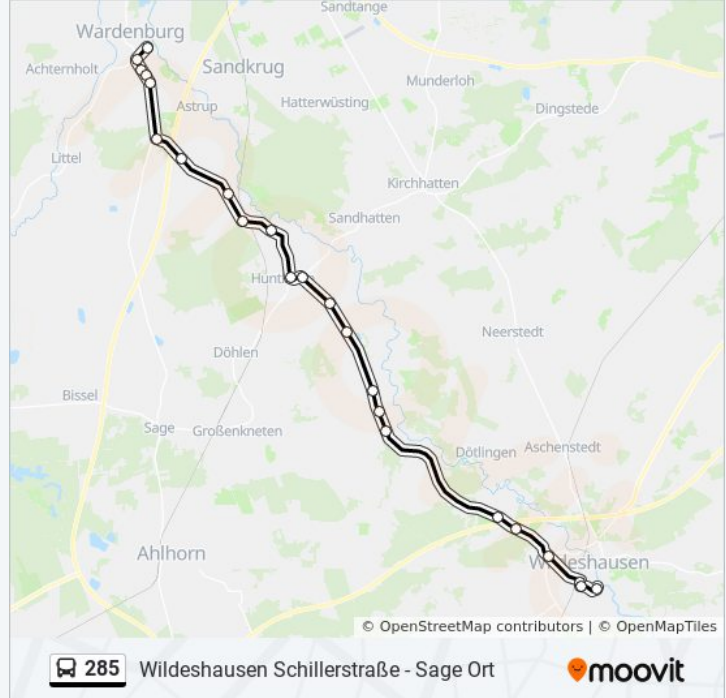 Sandtange
Wardenburg
Sandkrug
Achternholt
Munderloh
Hatterwüsting
Astrup
Dingstede
Littel
Kirchhatten
Sandhatten
Neerstedt
Döhlen
Bissel
Sage
Großenkneten
Dötlingen
Aschenstedt
Ahlhorn
Wildeshausen
© OpenStreetMap contributors | © OpenMapTiles
285 Wildeshausen Schillerstraße - Sage Ort
moovit